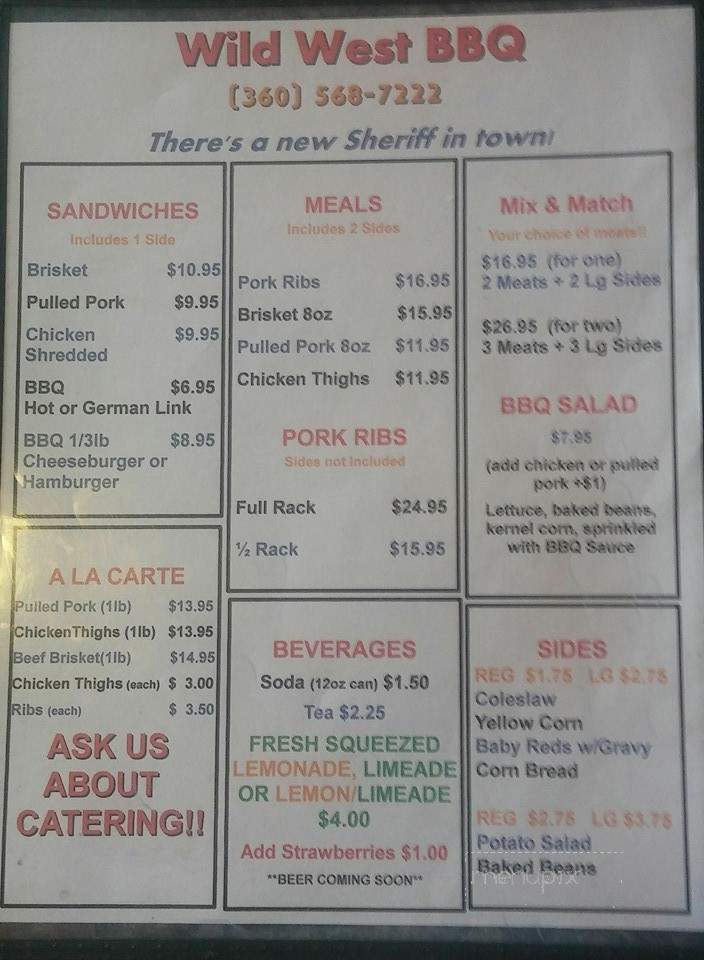 Wild West BBQ
(360) 568-7222
There's a new Sheriff in town!
SANDWICHES
Includes 1 Side
Brisket $10.95
Pulled Pork $9.95
Chicken $9.95
Shredded
BBQ $6.95
Hot or German Link
BBQ 1/3lb $8.95
Cheeseburger or
Hamburger
A LA CARTE
Pulled Pork (1lb) $13.95
ChickenThighs (1lb) $13.95
Beef Brisket(1lb) $14.95
Chicken Thighs (each) $ 3.00
Ribs (each) $ 3.50
ASK US
ABOUT
CATERING!!
MEALS
Includes 2 Sides
Pork Ribs $16.95
Brisket 8oz $15.95
Pulled Pork 8oz $11.95
Chicken Thighs $11.95
PORK RIBS
Sides not Included
Full Rack $24.95
½ Rack $15.95
BEVERAGES
Soda (12oz can) $1.50
Tea $2.25
FRESH SQUEEZED
LEMONADE, LIMEADE
OR LEMON/LIMEADE
$4.00
Add Strawberries $1.00
**BEER COMING SOON**
Mix & Match
Your choice of meats!!
$16.95 (for one)
2 Meats + 2 Lg Sides
$26.95 (for two)
3 Meats + 3 Lg Sides
BBQ SALAD
$7.95
(add chicken or pulled
pork +$1)
Lettuce, baked beans,
kernel corn, sprinkled
with BBQ Sauce
SIDES
REG $1.75 LG $2.75
Coleslaw
Yellow Corn
Baby Reds w/Gravy
Corn Bread
REG $2.75 LG $3.75
Potato Salad
Baked Beans
menupix